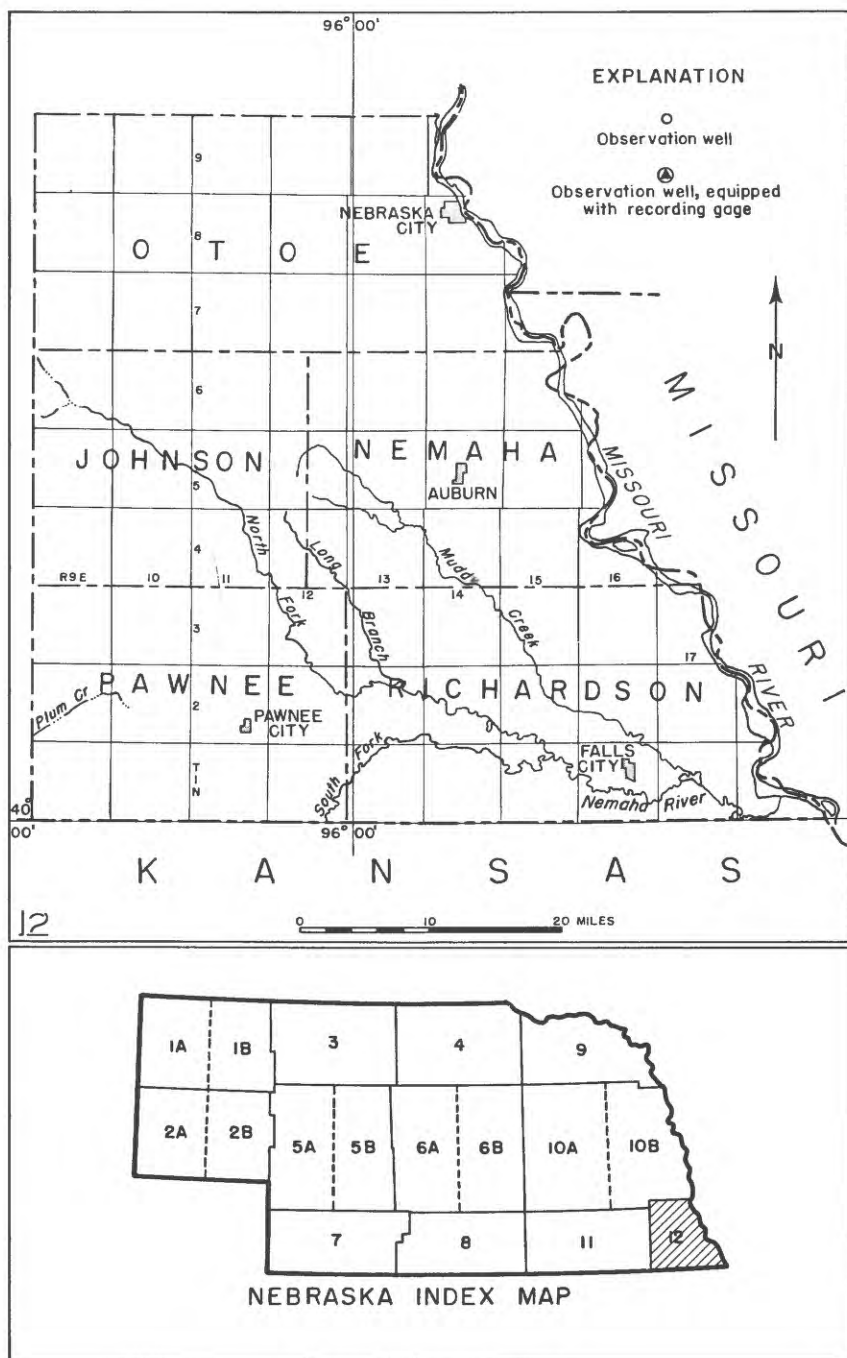 96° 00'
EXPLANATION
Observation well
Observation well, equipped
with recording gage
9
NEBRASKA
CITY
8
OTOE
7
N
6
MISSOURI
JOHNSON
NEMAHA
5
AUBURN
MISSOURI
RIVER
North
Fork
Long
Branch
4
Muddy
Creek
R9E 10 11 12 13 14 15 16
3
17
PAWNEE
RICHARDSON
2
Plum Cr
PAWNEE
CITY
South
Fork
FALLS
CITY
T1N
Nemaha River
40°
00'
96° 00'
KANSAS
12
0 10 20 MILES
1A 1B 3 4 9
2A 2B 5A 5B 6A 6B 10A 10B
7 8 11 12
NEBRASKA INDEX MAP